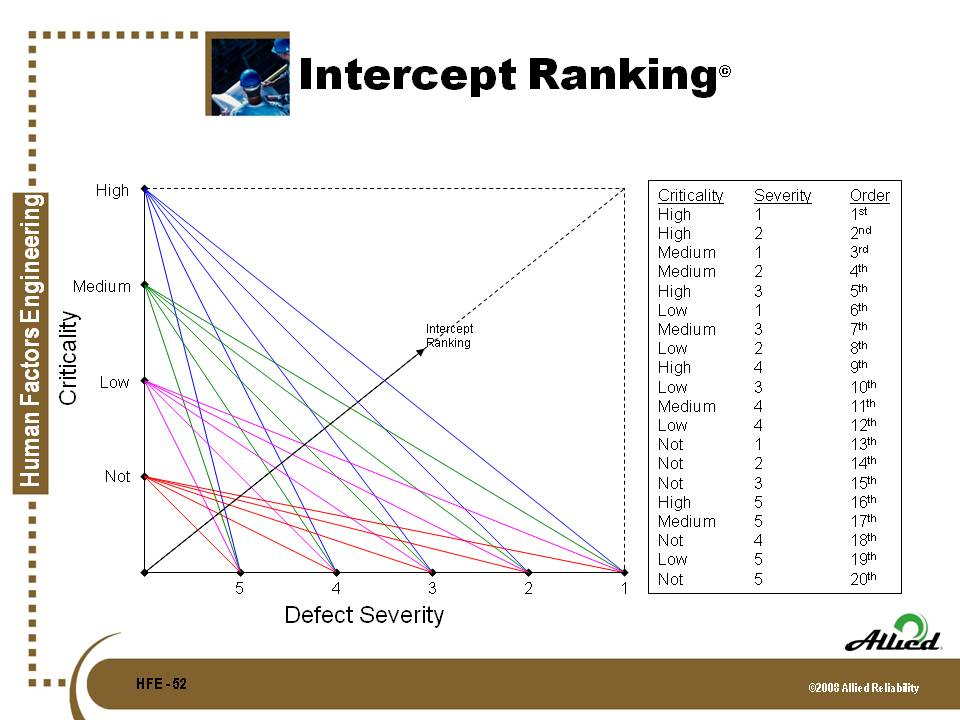 Intercept Ranking©
Human Factors Engineering
Criticality
High
Medium
Low
Not
Intercept
Ranking
5 4 3 2 1
Defect Severity
Criticality Severity Order
High 1 1st
High 2 2nd
Medium 1 3rd
Medium 2 4th
High 3 5th
Low 1 6th
Medium 3 7th
Low 2 8th
High 4 9th
Low 3 10th
Medium 4 11th
Low 4 12th
Not 1 13th
Not 2 14th
Not 3 15th
High 5 16th
Medium 5 17th
Not 4 18th
Low 5 19th
Not 5 20th
Allied
HFE - 52
©2008 Allied Reliability